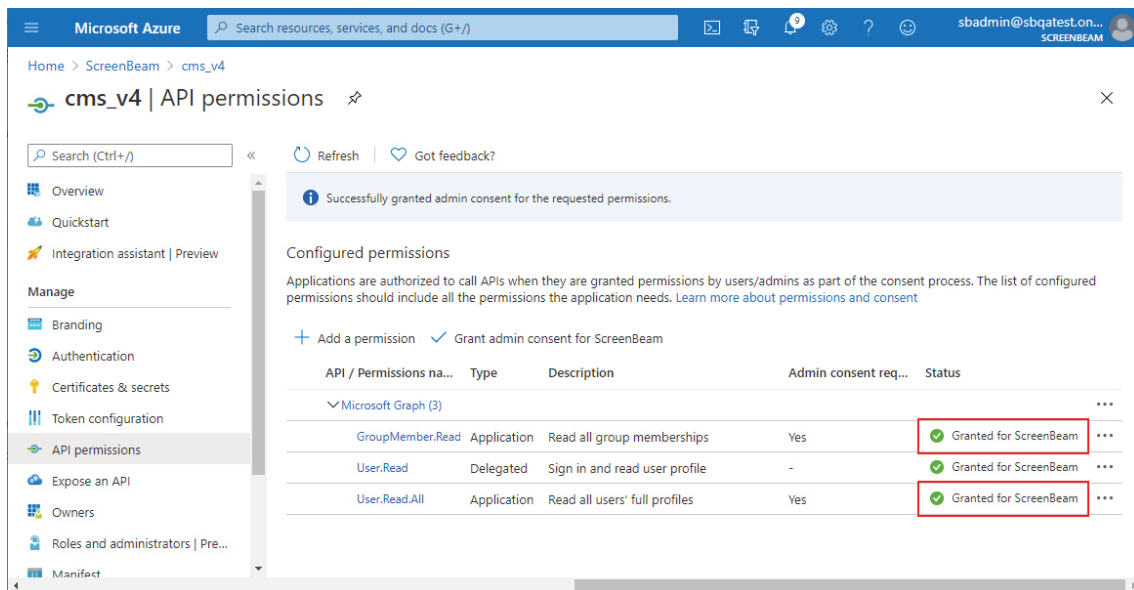 Microsoft Azure
Search resources, services, and docs (G+/)
9
sbadmin@sbqatest.on...
SCREENBEAM
Home > ScreenBeam > cms_v4
cms_v4 | API permissions
Search (Ctrl+/)
Refresh
Got feedback?
Overview
Successfully granted admin consent for the requested permissions.
Quickstart
Integration assistant | Preview
Configured permissions
Applications are authorized to call APIs when they are granted permissions by users/admins as part of the consent process. The list of configured
permissions should include all the permissions the application needs. Learn more about permissions and consent
Manage
Branding
Authentication
Certificates & secrets
Token configuration
API permissions
Expose an API
Owners
Roles and administrators | Pre...
Manifest
Add a permission
Grant admin consent for ScreenBeam
API / Permissions na... Type Description Admin consent req... Status
Microsoft Graph (3)
GroupMember.Read Application Read all group memberships Yes Granted for ScreenBeam
User.Read Delegated Sign in and read user profile - Granted for ScreenBeam
User.Read.All Application Read all users' full profiles Yes Granted for ScreenBeam